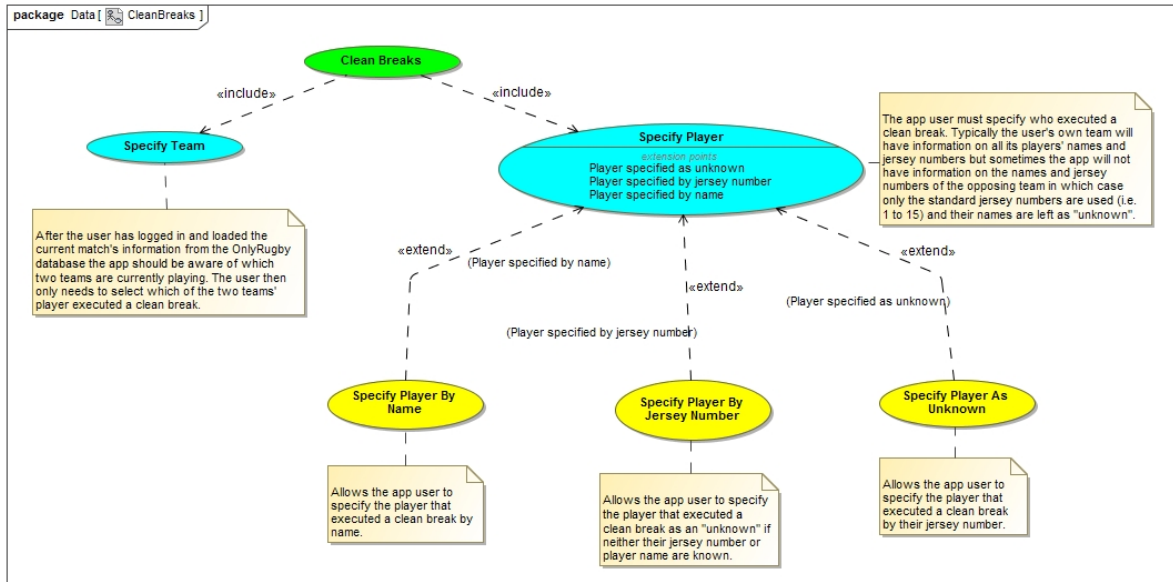 package Data [ CleanBreaks ]
Clean Breaks
«include»
«include»
Specify Team
Specify Player
extension points
Player specified as unknown
Player specified by jersey number
Player specified by name
The app user must specify who executed a
clean break. Typically the user's own team will
have information on all its players' names and
jersey numbers but sometimes the app will not
have information on the names and jersey
numbers of the opposing team in which case
only the standard jersey numbers are used (i.e.
1 to 15) and their names are left as "unknown".
After the user has logged in and loaded the
current match's information from the OnlyRugby
database the app should be aware of which
two teams are currently playing. The user then
only needs to select which of the two teams'
player executed a clean break.
«extend»
(Player specified by name)
«extend»
(Player specified by jersey number)
«extend»
(Player specified as unknown)
Specify Player By
Name
Specify Player By
Jersey Number
Specify Player As
Unknown
Allows the app user to
specify the player that
executed a clean break by
name.
Allows the app user to specify
the player that executed a
clean break as an "unknown" if
neither their jersey number or
player name are known.
Allows the app user to
specify the player that
executed a clean break
by their jersey number.